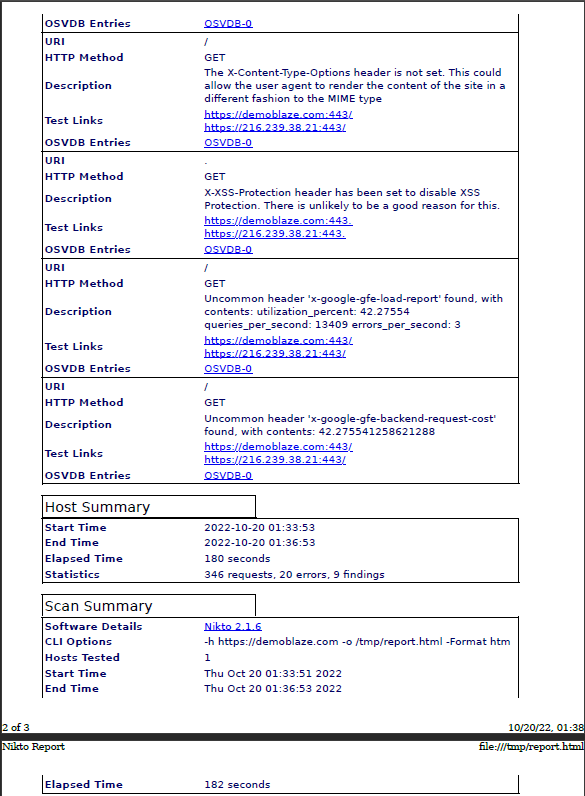 OSVDB Entries OSVDB-0
URI /
HTTP Method GET
Description The X-Content-Type-Options header is not set. This could
allow the user agent to render the content of the site in a
different fashion to the MIME type
Test Links https://demoblaze.com:443/
https://216.239.38.21:443/
OSVDB Entries OSVDB-0
URI .
HTTP Method GET
Description X-XSS-Protection header has been set to disable XSS
Protection. There is unlikely to be a good reason for this.
Test Links https://demoblaze.com:443.
https://216.239.38.21:443.
OSVDB Entries OSVDB-0
URI /
HTTP Method GET
Description Uncommon header 'x-google-gfe-load-report' found, with
contents: utilization_percent: 42.27554
queries_per_second: 13409 errors_per_second: 3
Test Links https://demoblaze.com:443/
https://216.239.38.21:443/
OSVDB Entries OSVDB-0
URI /
HTTP Method GET
Description Uncommon header 'x-google-gfe-backend-request-cost'
found, with contents: 42.275541258621288
Test Links https://demoblaze.com:443/
https://216.239.38.21:443/
OSVDB Entries OSVDB-0
Host Summary
Start Time 2022-10-20 01:33:53
End Time 2022-10-20 01:36:53
Elapsed Time 180 seconds
Statistics 346 requests, 20 errors, 9 findings
Scan Summary
Software Details Nikto 2.1.6
CLI Options -h https://demoblaze.com -o /tmp/report.html -Format htm
Hosts Tested 1
Start Time Thu Oct 20 01:33:51 2022
End Time Thu Oct 20 01:36:53 2022
2 of 3 10/20/22, 01:38
Nikto Report file:///tmp/report.html
Elapsed Time 182 seconds